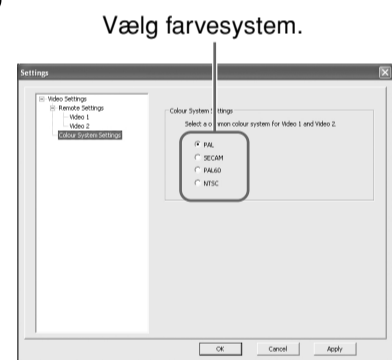 Vælg farvesystem.
Settings
Video Settings
Remote Settings
Video 1
Video 2
Colour System Settings
Colour System
Select a common colour system for Video 1 and Video 2.
PAL
SECAM
PAL60
NTSC
OK
Cancel
Apply